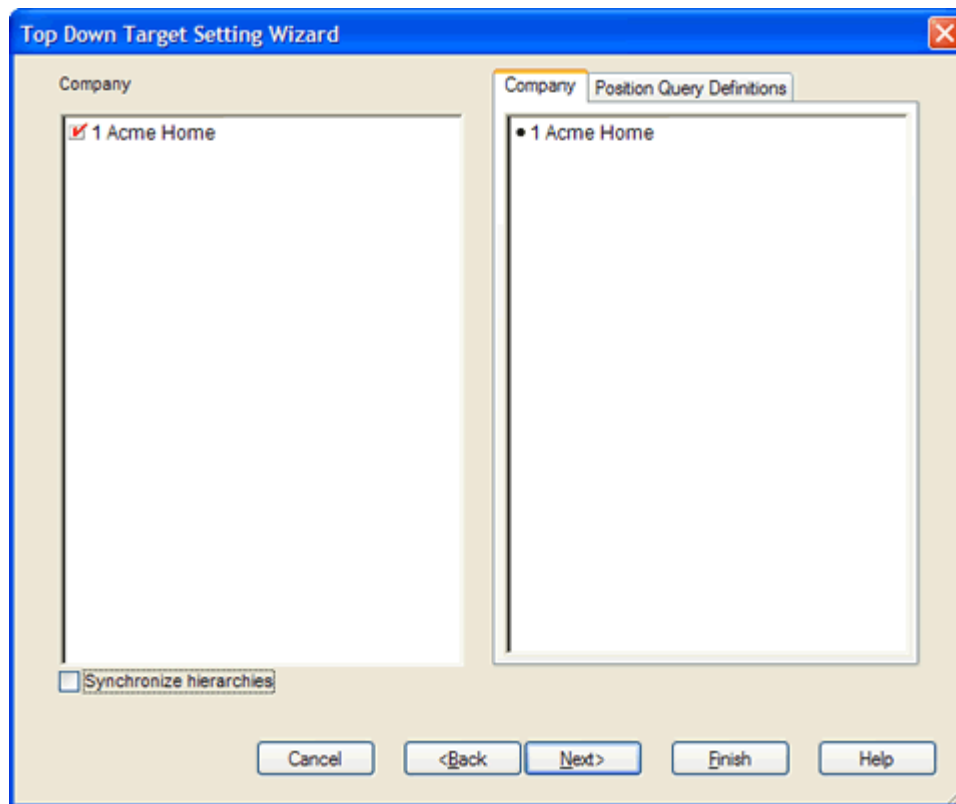 Top Down Target Setting Wizard
Company
Company Position Query Definitions
1 Acme Home
• 1 Acme Home
Synchronize hierarchies
Cancel <Back Next> Finish Help